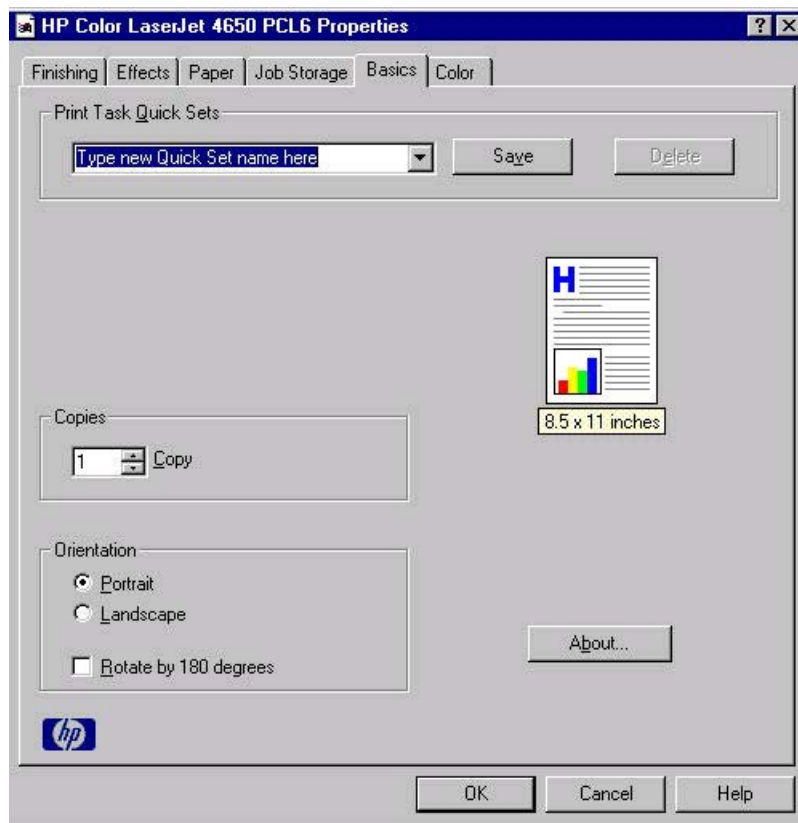 HP Color LaserJet 4650 PCL6 Properties
Finishing Effects Paper Job Storage Basics Color
Print Task Quick Sets
Type new Quick Set name here Save Delete
H
8.5 x 11 inches
Copies
1 Copy
Orientation
Portrait
Landscape
Rotate by 180 degrees
About...
hp
OK Cancel Help